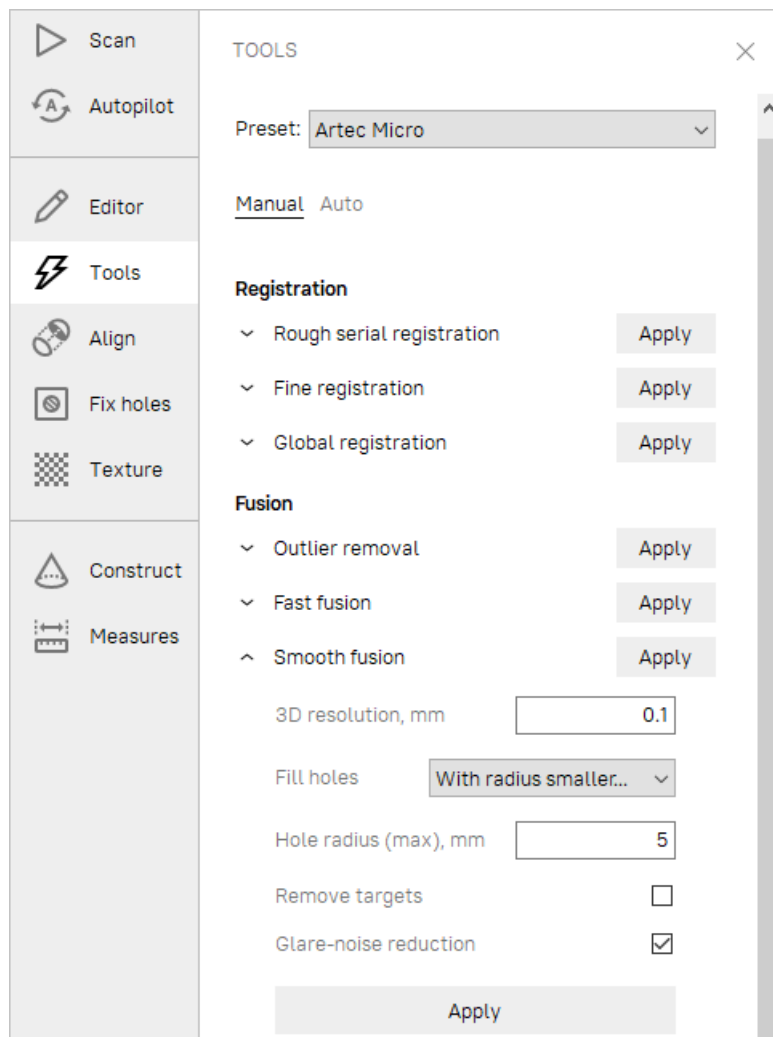 Scan
Autopilot
Editor
Tools
Align
Fix holes
Texture
Construct
Measures
TOOLS
Preset: Artec Micro
Manual Auto
Registration
Rough serial registration Apply
Fine registration Apply
Global registration Apply
Fusion
Outlier removal Apply
Fast fusion Apply
Smooth fusion Apply
3D resolution, mm 0.1
Fill holes With radius smaller...
Hole radius (max), mm 5
Remove targets
Glare-noise reduction
Apply